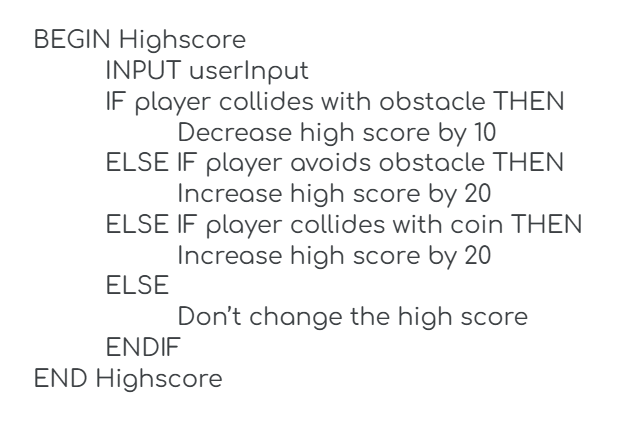 BEGIN Highscore
INPUT userInput
IF player collides with obstacle THEN
Decrease high score by 10
ELSE IF player avoids obstacle THEN
Increase high score by 20
ELSE IF player collides with coin THEN
Increase high score by 20
ELSE
Don’t change the high score
ENDIF
END Highscore